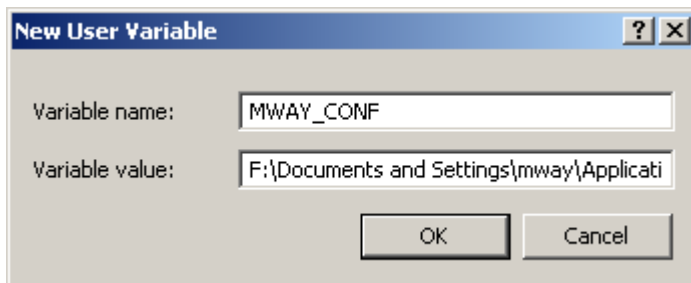 New User Variable
Variable name: MWAY_CONF
Variable value: F:\Documents and Settings\mway\Applicati
OK Cancel